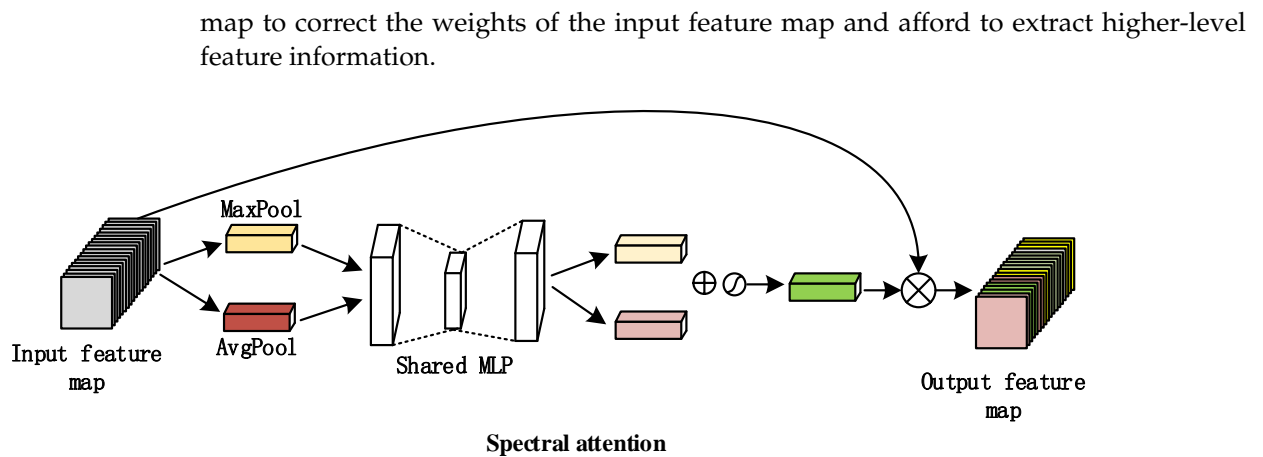 map to correct the weights of the input feature map and afford to extract higher-level
feature information.
MaxPool
AvgPool
Input feature
map
Shared MLP
Output feature
map
Spectral attention